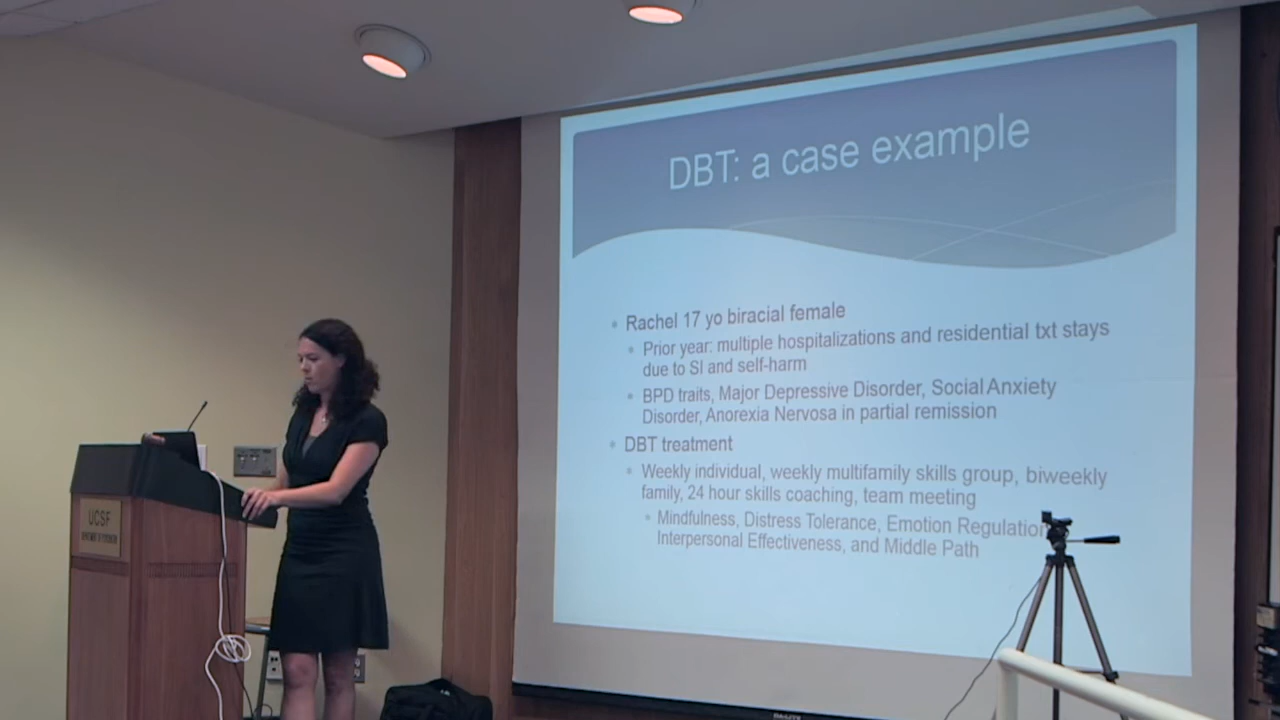 DBT: a case example
Rachel 17 yo biracial female
Prior year: multiple hospitalizations and residential txt stays
due to SI and self-harm
BPD traits, Major Depressive Disorder, Social Anxiety
Disorder, Anorexia Nervosa in partial remission
DBT treatment
Weekly individual, weekly multifamily skills group, biweekly
family, 24 hour skills coaching, team meeting
Mindfulness, Distress Tolerance, Emotion Regulation
Interpersonal Effectiveness, and Middle Path
UCSF